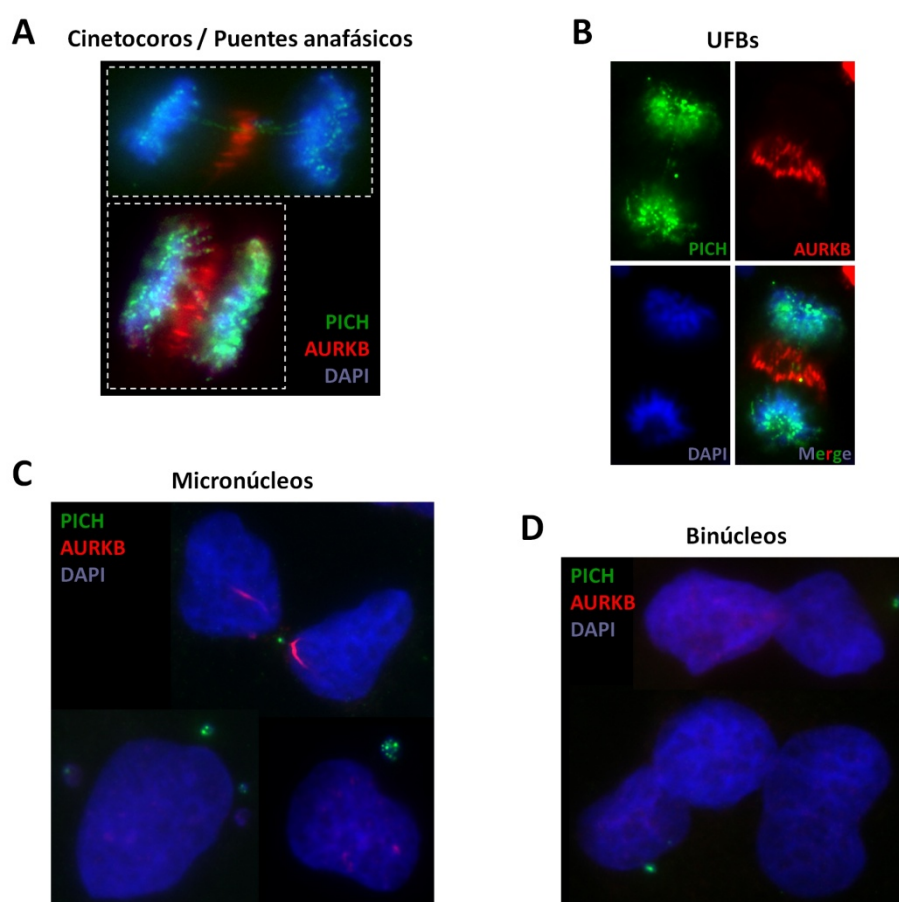 A
Cinetocoros / Puentes anafásicos
PICH
AURKB
DAPI
B
UFBs
PICH
AURKB
DAPI
Merge
C
Micronúcleos
PICH
AURKB
DAPI
D
Binúcleos
PICH
AURKB
DAPI